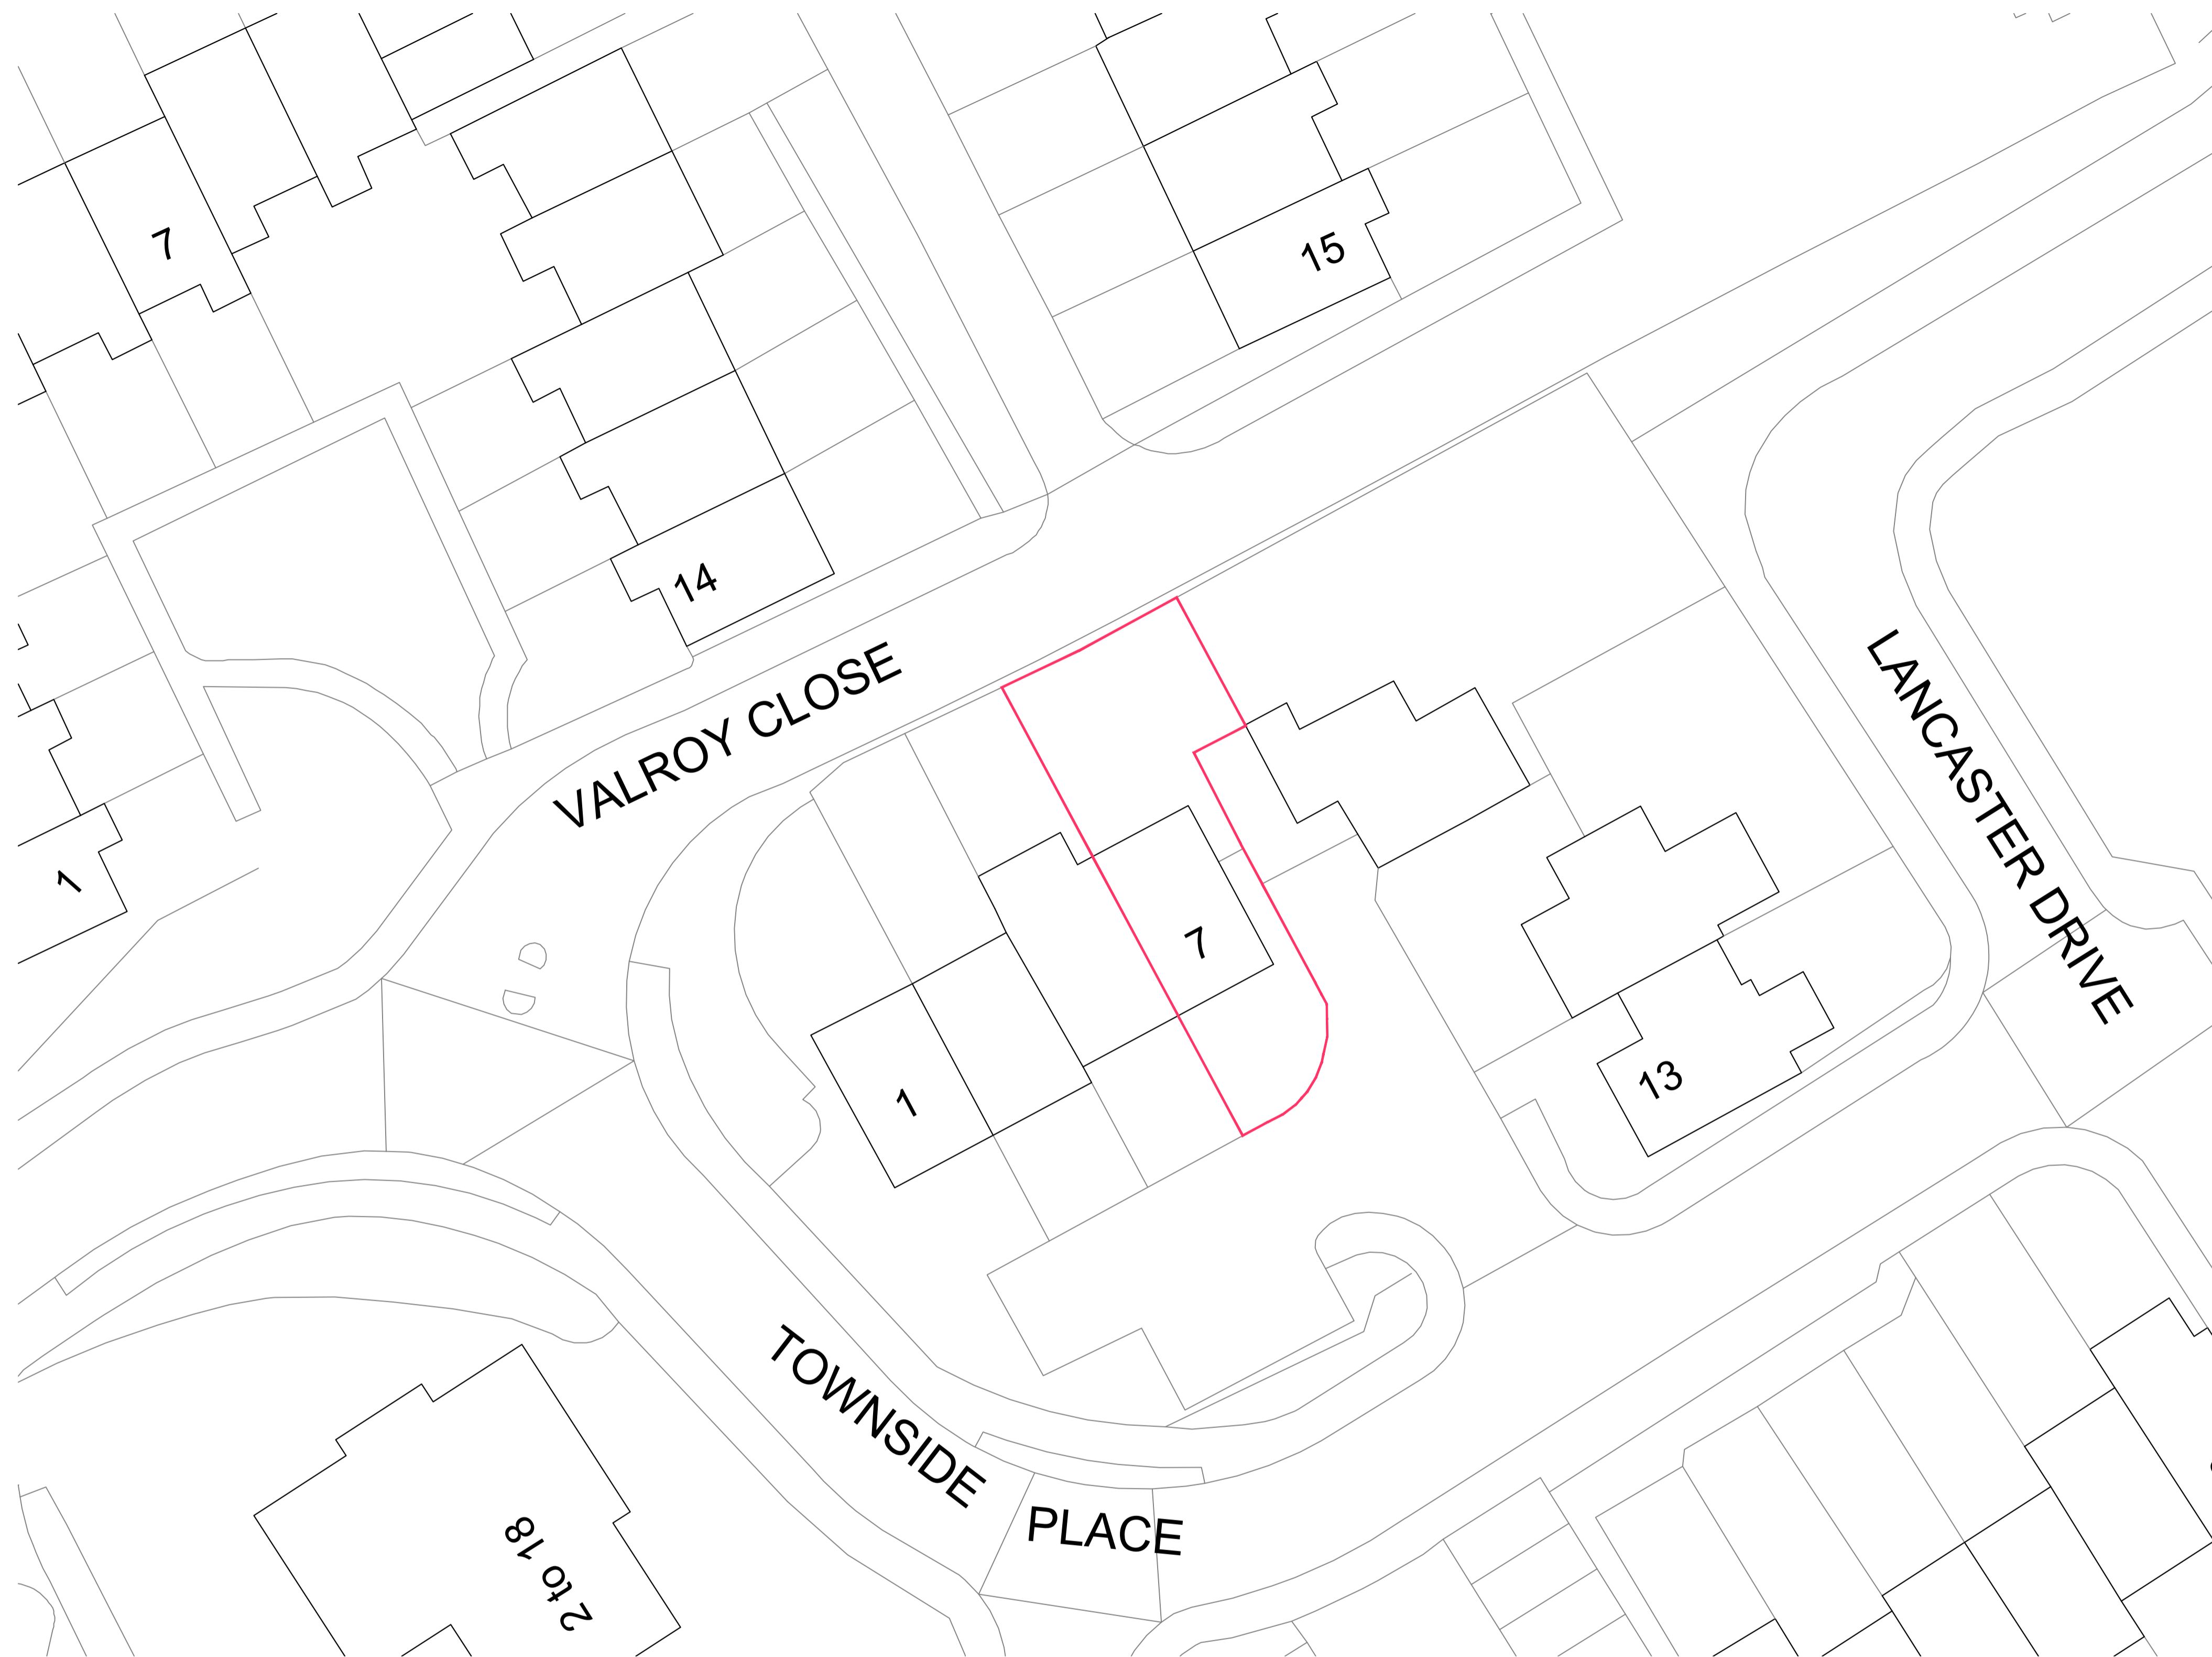 7
15
14
VALROY CLOSE
LANCASTER DRIVE
1
7
1
13
TOWNSIDE
PLACE
2 to 18